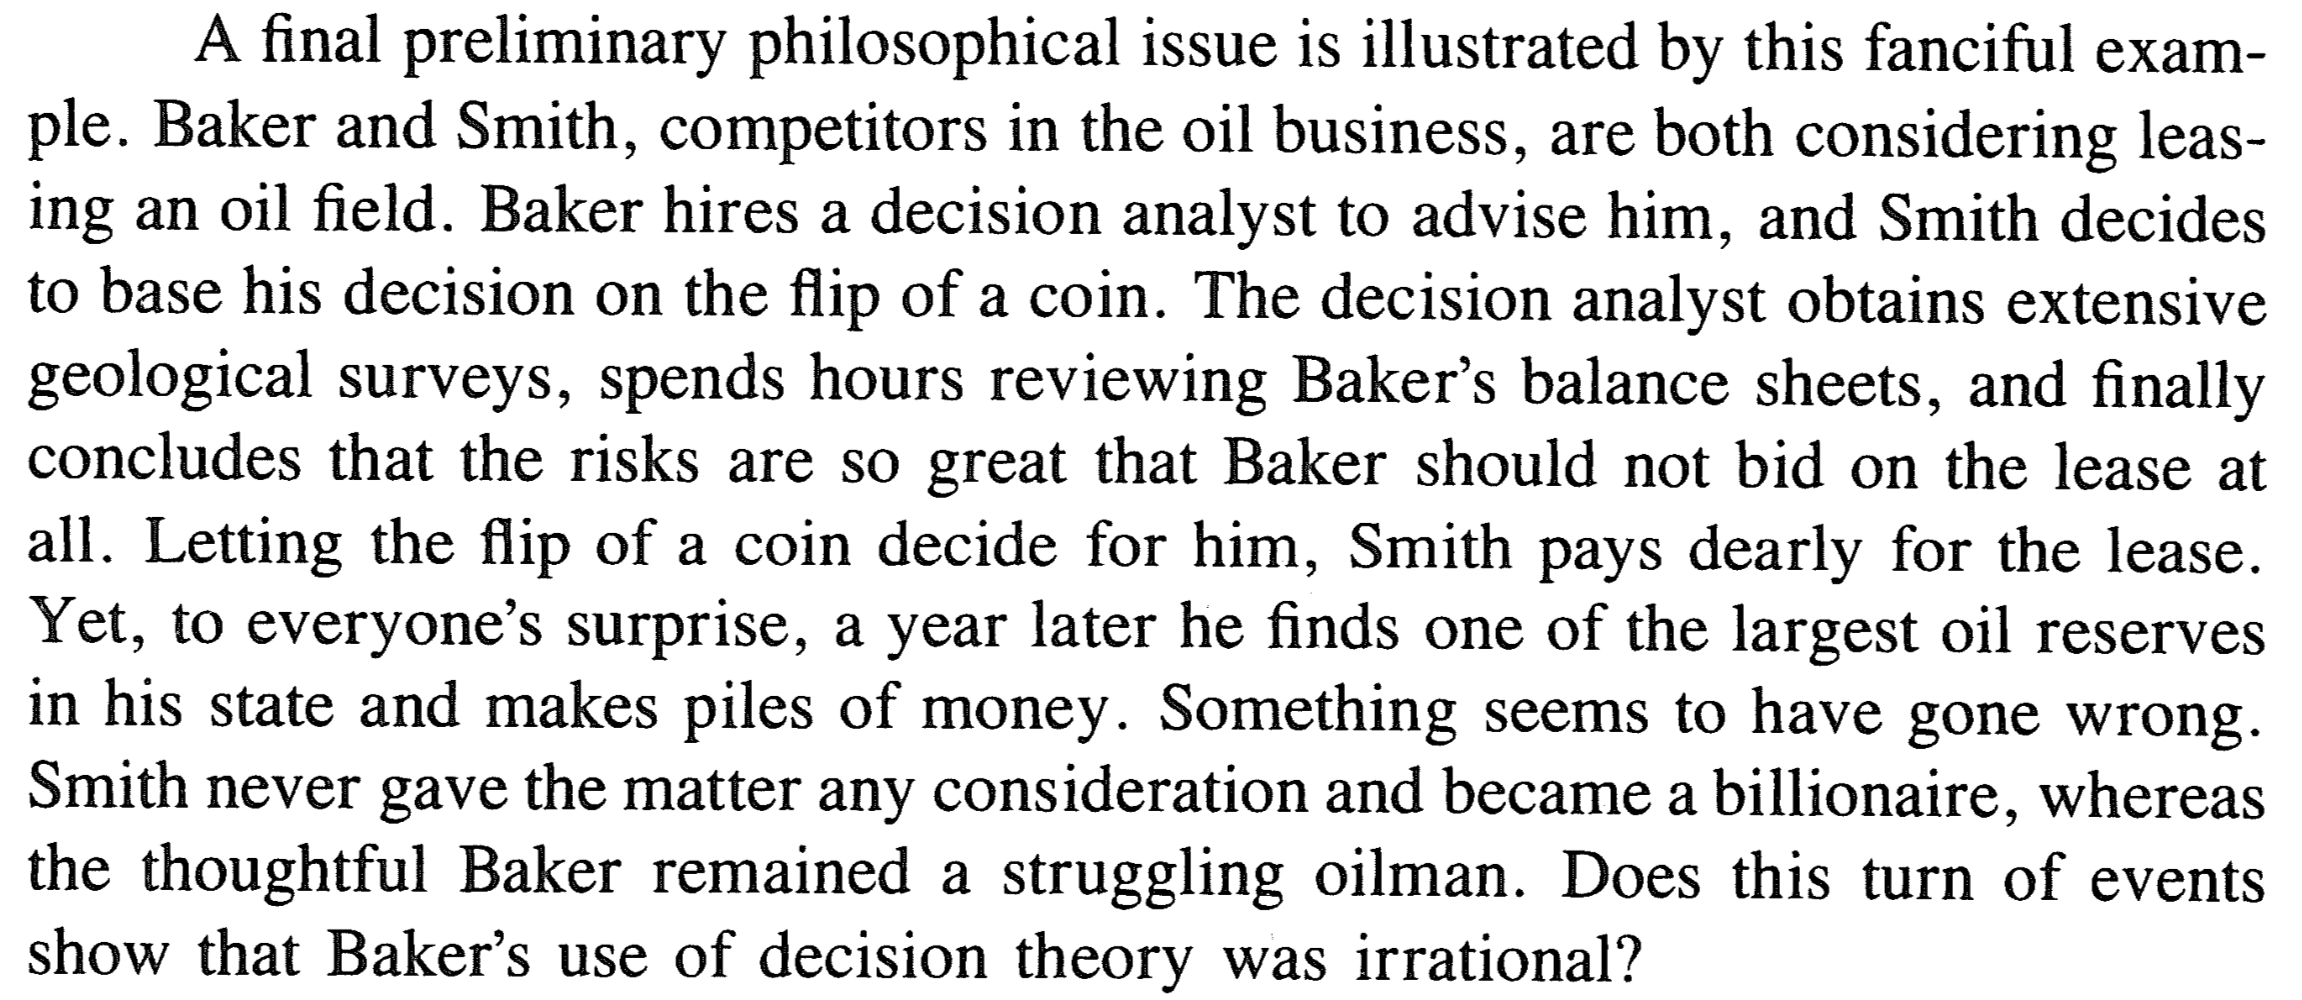 A final preliminary philosophical issue is illustrated by this fanciful exam-
ple. Baker and Smith, competitors in the oil business, are both considering leas-
ing an oil field. Baker hires a decision analyst to advise him, and Smith decides
to base his decision on the flip of a coin. The decision analyst obtains extensive
geological surveys, spends hours reviewing Baker's balance sheets, and finally
concludes that the risks are so great that Baker should not bid on the lease at
all. Letting the flip of a coin decide for him, Smith pays dearly for the lease.
Yet, to everyone's surprise, a year later he finds one of the largest oil reserves
in his state and makes piles of money. Something seems to have gone wrong.
Smith never gave the matter any consideration and became a billionaire, whereas
the thoughtful Baker remained a struggling oilman. Does this turn of events
show that Baker's use of decision theory was irrational?